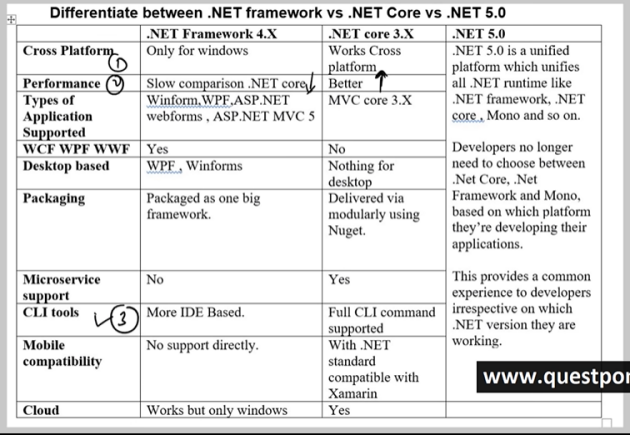 Differentiate between .NET framework vs .NET Core vs .NET 5.0
.NET Framework 4.X
.NET core 3.X
.NET 5.0
Cross Platform
1
Only for windows
Works Cross
platform
.NET 5.0 is a unified
platform which unifies
all .NET runtime like
.NET framework, .NET
core , Mono and so on.
Performance
2
Slow comparison .NET core
Better
Types of
Application
Supported
Winform,WPF,ASP.NET
webforms , ASP.NET MVC 5
MVC core 3.X
WCF WPF WWF
Yes
No
Developers no longer
need to choose between
.Net Core, .Net
Framework and Mono,
based on which platform
they're developing their
applications.
Desktop based
WPF , Winforms
Nothing for
desktop
Packaging
Packaged as one big
framework.
Delivered via
modularly using
Nuget.
Microservice
support
No
Yes
This provides a common
experience to developers
irrespective on which
.NET version they are
working.
CLI tools
3
More IDE Based.
Full CLI command
supported
Mobile
compatibility
No support directly.
With .NET
standard
compatible with
Xamarin
www.questpo
Cloud
Works but only windows
Yes